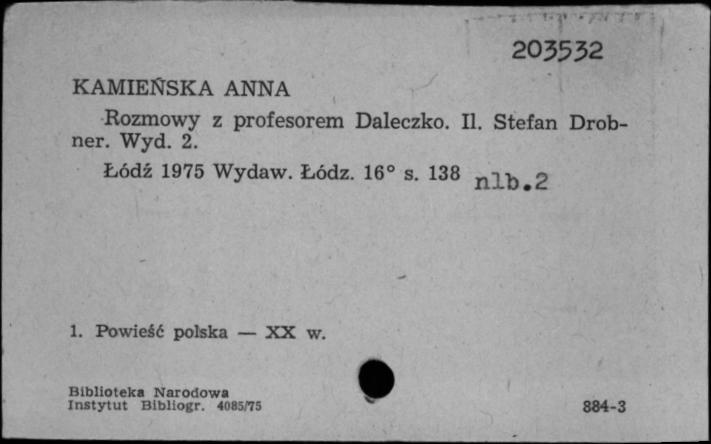 203532
KAMIEŃSKA ANNA
Rozmowy z profesorem Daleczko. Il. Stefan Drob-
ner. Wyd. 2.
Łódź 1975 Wydaw. Łódz. 16° s. 138 nlb.2
1. Powieść polska — XX w.
Biblioteka Narodowa
Instytut Bibliogr. 4085/75
884-3